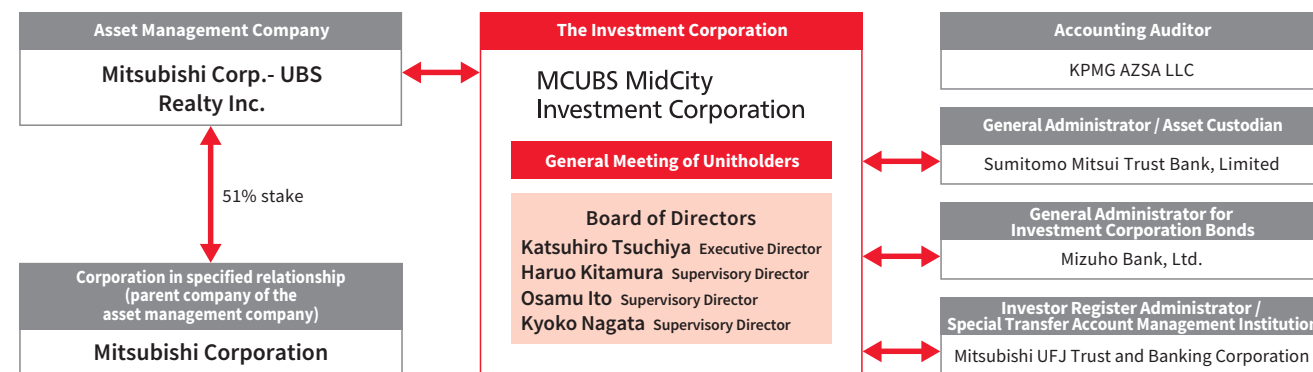 Asset Management Company
Mitsubishi Corp.- UBS
Realty Inc.
51% stake
Corporation in specified relationship
(parent company of the
asset management company)
Mitsubishi Corporation
The Investment Corporation
MCUBS MidCity
Investment Corporation
General Meeting of Unitholders
Board of Directors
Katsuhiro Tsuchiya Executive Director
Haruo Kitamura Supervisory Director
Osamu Ito Supervisory Director
Kyoko Nagata Supervisory Director
Accounting Auditor
KPMG AZSA LLC
General Administrator / Asset Custodian
Sumitomo Mitsui Trust Bank, Limited
General Administrator for
Investment Corporation Bonds
Mizuho Bank, Ltd.
Investor Register Administrator /
Special Transfer Account Management Institution
Mitsubishi UFJ Trust and Banking Corporation